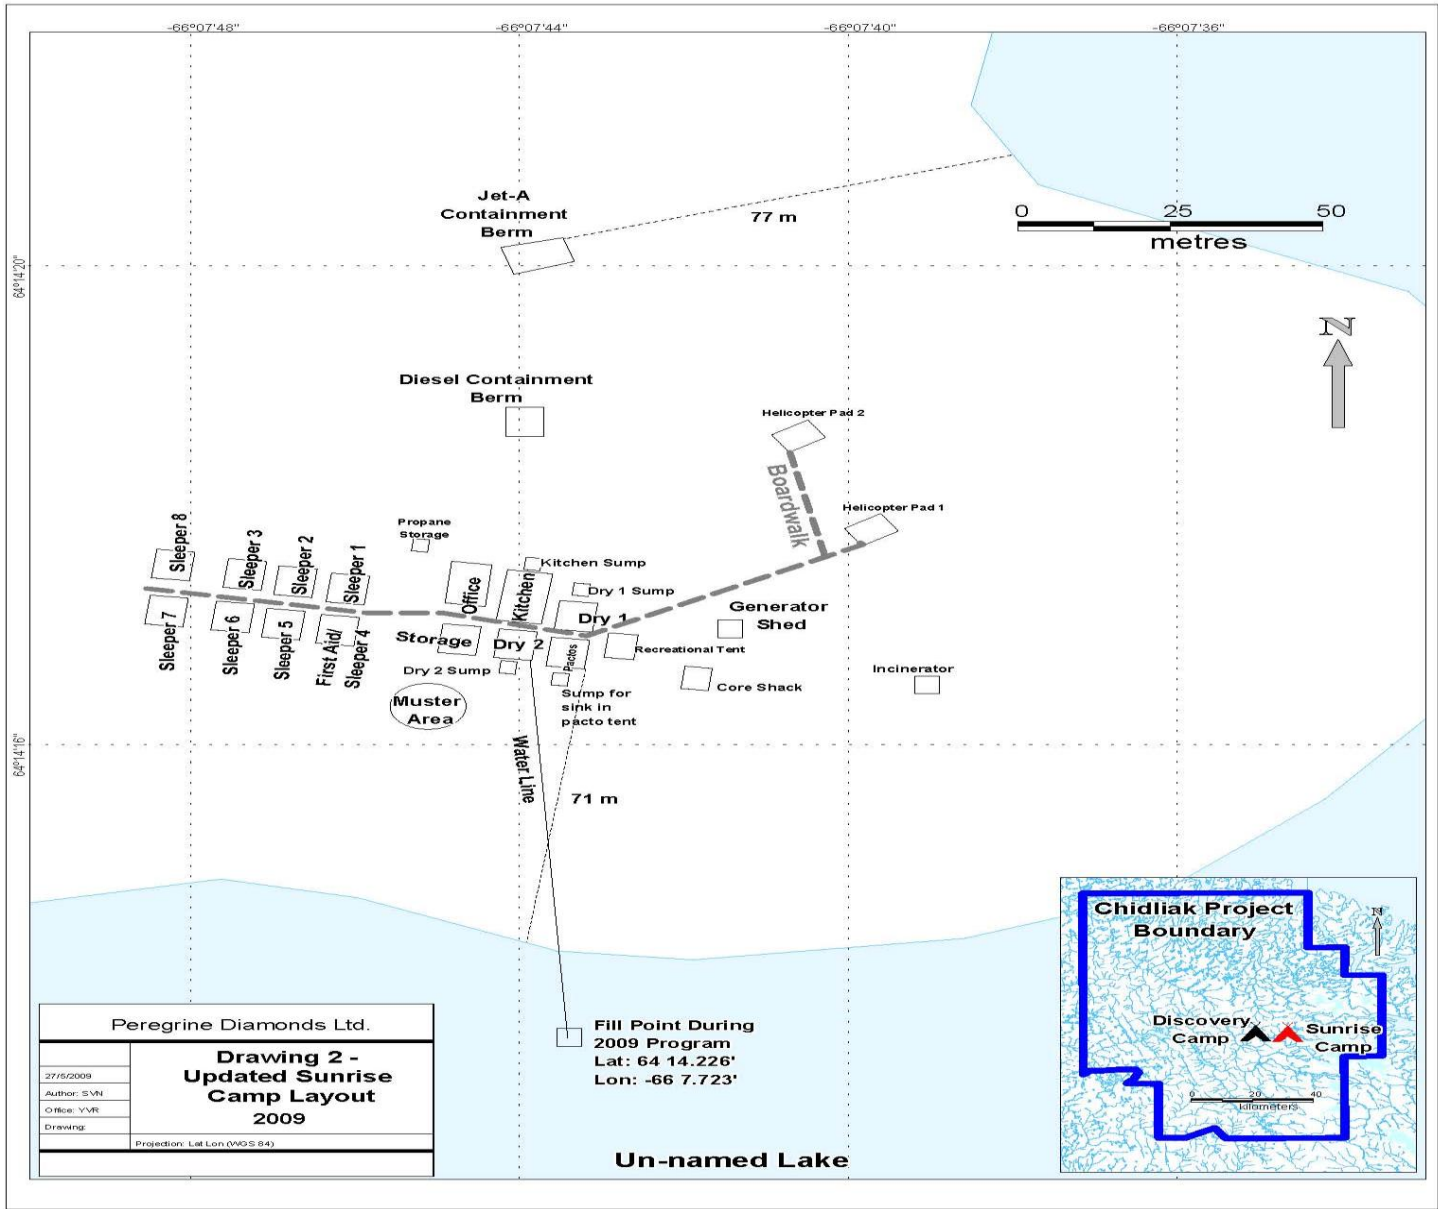 -66°07'48"
-66°07'44"
-66°07'40"
-66°07'36"
64°14'20"
64°14'16"
Jet-A
Containment
Berm
77 m
0 25 50
metres
N
Diesel Containment
Berm
Helicopter Pad 2
Boardwalk
Helicopter Pad 1
Propane
Storage
Sleeper 8
Sleeper 3
Sleeper 2
Sleeper 1
Office
Kitchen
Kitchen Sump
Dry 1 Sump
Dry 1
Generator
Shed
Sleeper 7
Sleeper 6
Sleeper 5
First Aid/
Sleeper 4
Storage
Dry 2
Pactos
Recreational Tent
Dry 2 Sump
Core Shack
Incinerator
Muster
Area
Sump for
sink in
pacto tent
Water Line
71 m
Fill Point During
2009 Program
Lat: 64 14.226'
Lon: -66 7.723'
Un-named Lake
Peregrine Diamonds Ltd.
Drawing 2 -
Updated Sunrise
Camp Layout
2009
27/5/2009
Author: SVN
Office: YVR
Drawing:
Projection: Lat Lon (WGS 84)
Chidliak Project
Boundary
N
Discovery
Camp
Sunrise
Camp
0 20 40
kilometers